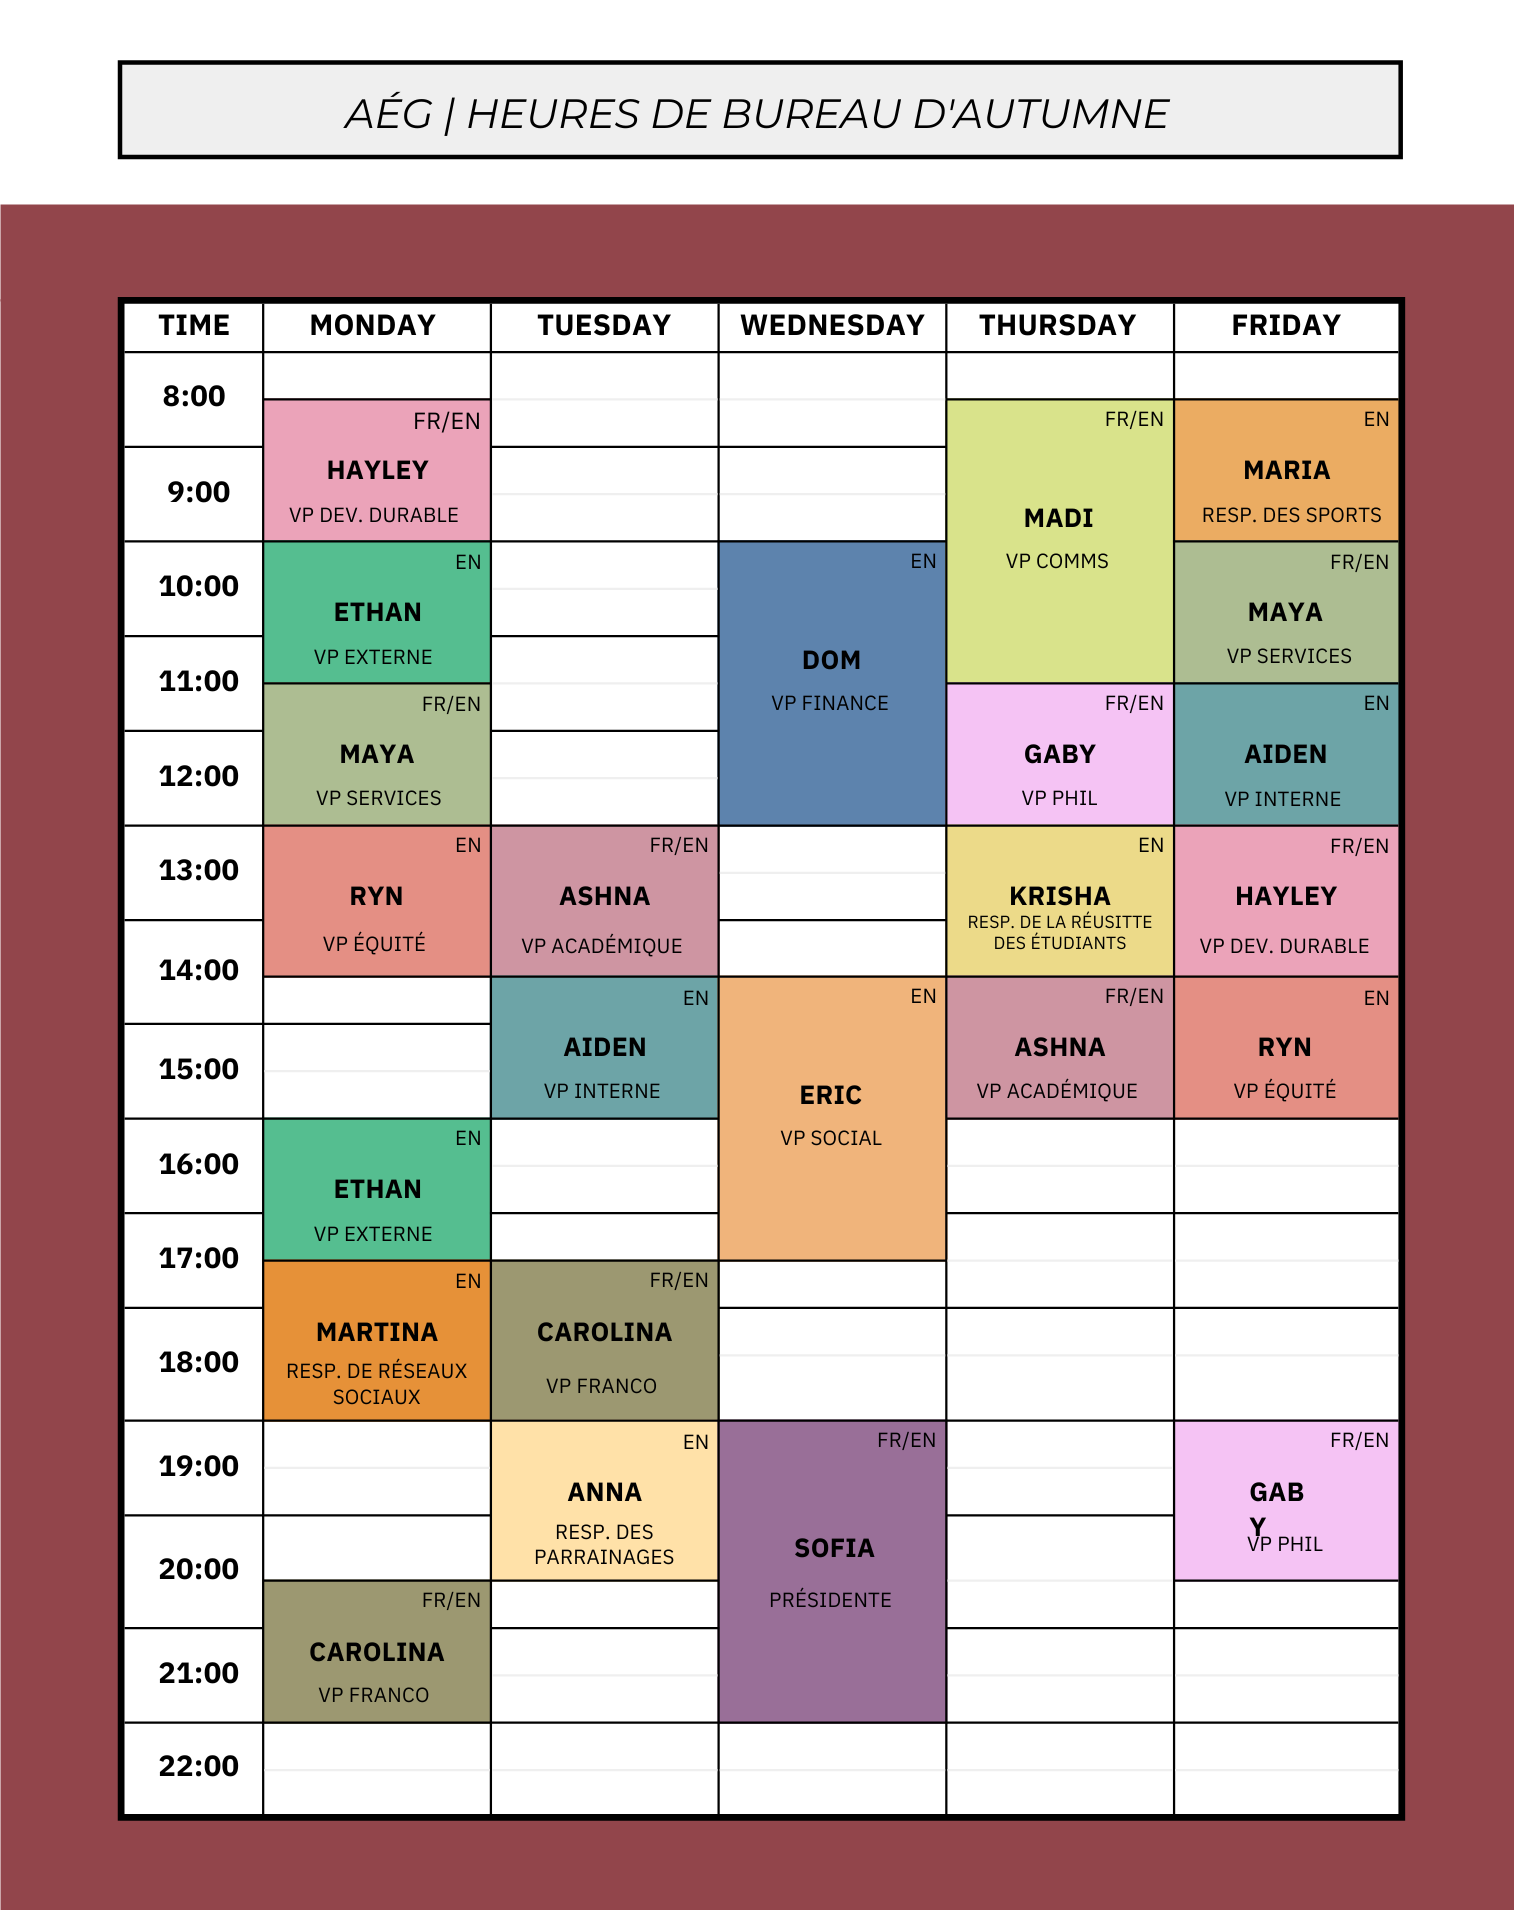 AÉG | HEURES DE BUREAU D'AUTUMNE
TIME MONDAY TUESDAY WEDNESDAY THURSDAY FRIDAY
8:00
FR/EN FR/EN EN
HAYLEY MARIA
9:00
VP DEV. DURABLE MADI RESP. DES SPORTS
EN EN VP COMMS FR/EN
10:00
ETHAN MAYA
VP EXTERNE DOM VP SERVICES
11:00
FR/EN VP FINANCE FR/EN EN
MAYA GABY AIDEN
12:00
VP SERVICES VP PHIL VP INTERNE
EN FR/EN EN FR/EN
13:00
RYN ASHNA KRISHA HAYLEY
RESP. DE LA RÉUSITTE
VP ÉQUITÉ VP ACADÉMIQUE DES ÉTUDIANTS VP DEV. DURABLE
14:00
EN EN FR/EN EN
AIDEN ASHNA RYN
15:00
VP INTERNE ERIC VP ACADÉMIQUE VP ÉQUITÉ
EN VP SOCIAL
16:00
ETHAN
VP EXTERNE
17:00
EN FR/EN
MARTINA CAROLINA
18:00
RESP. DE RÉSEAUX
SOCIAUX VP FRANCO
EN FR/EN FR/EN
19:00
ANNA GAB
Y
RESP. DES
PARRAINAGES SOFIA VP PHIL
20:00
FR/EN PRÉSIDENTE
CAROLINA
21:00
VP FRANCO
22:00